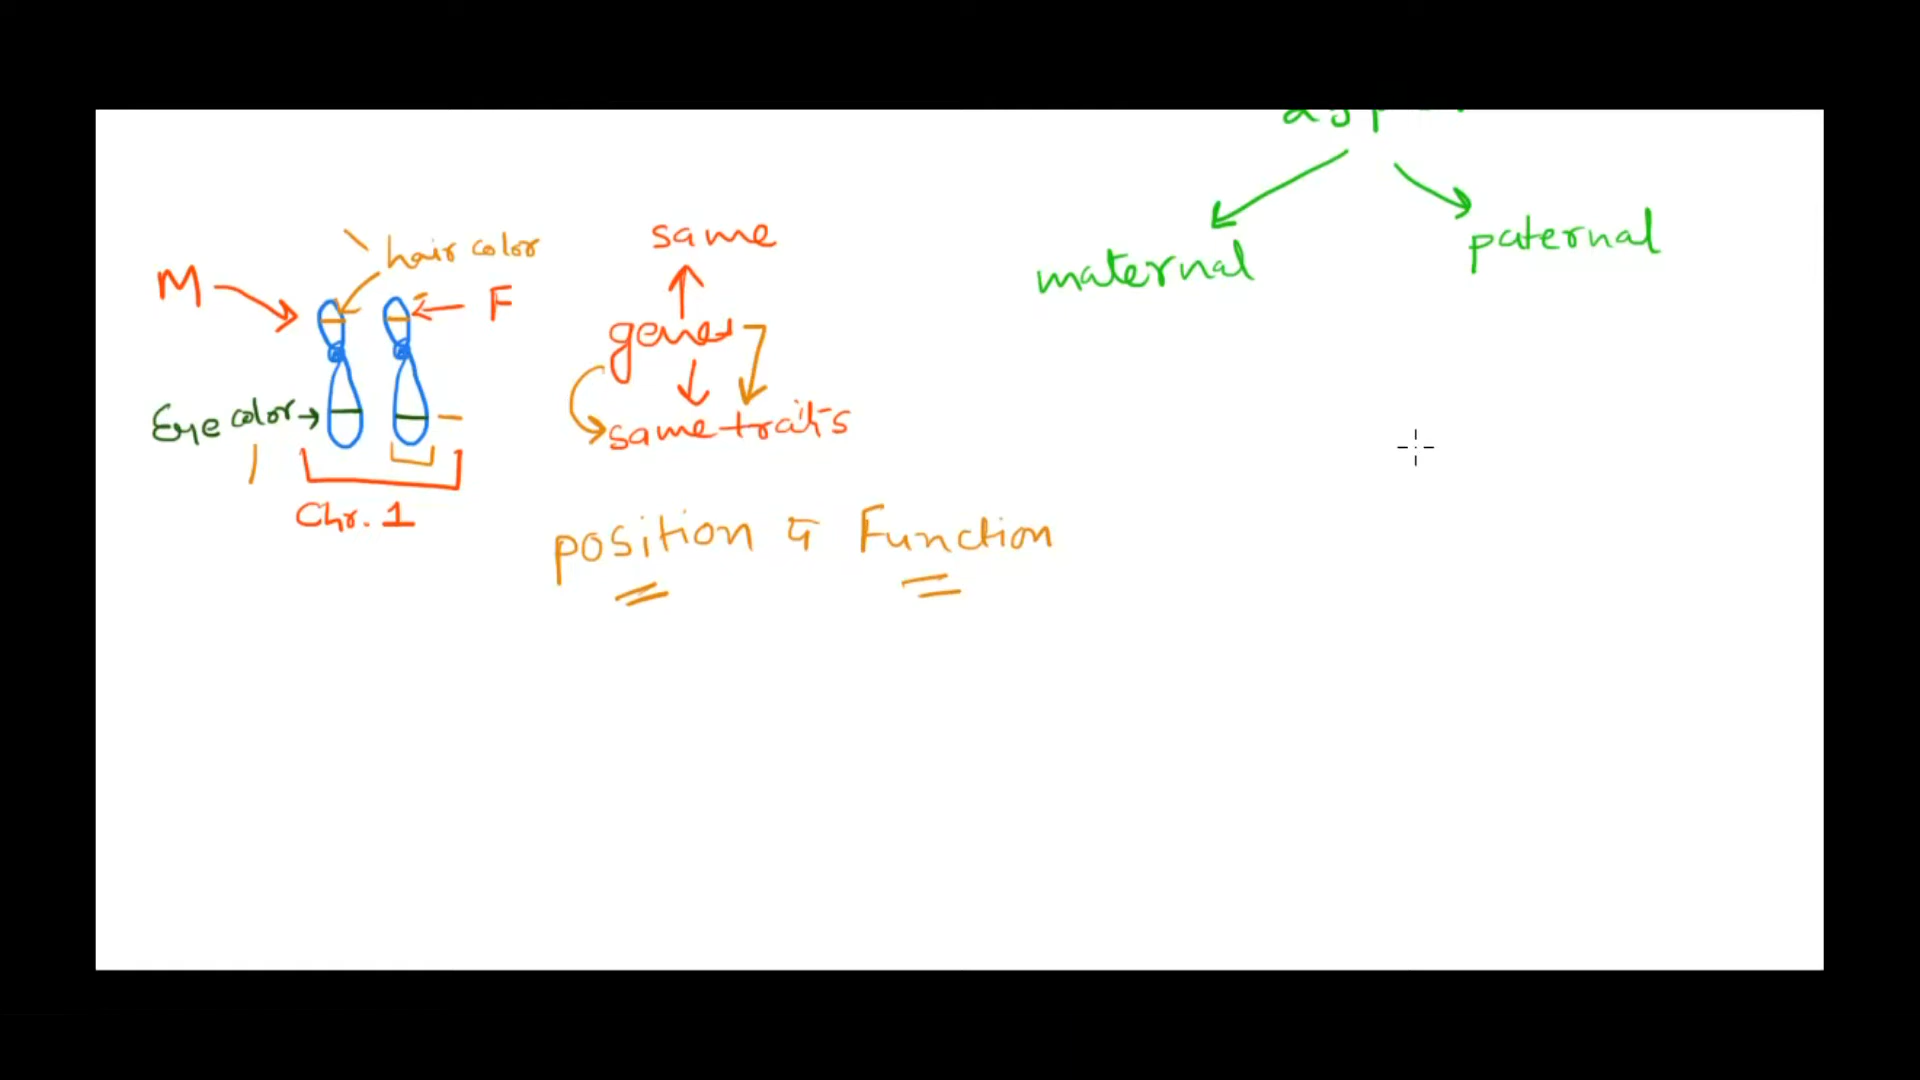 maternal
paternal
same
hair color
M
F
genes
Eye color
same traits
Chr. 1
position & Function